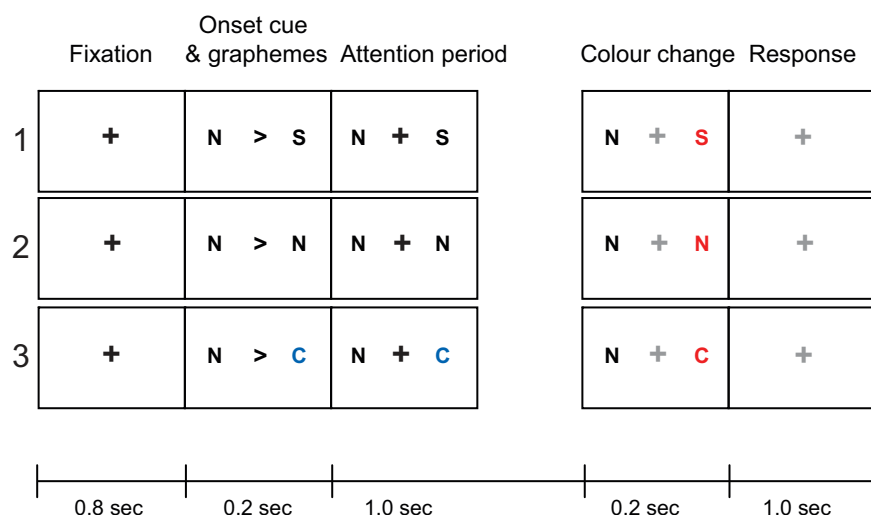 Fixation Onset cue & graphemes Attention period Colour change Response
1 + N > S N + S N + S +
2 + N > N N + N N + N +
3 + N > C N + C N + C +
0.8 sec 0.2 sec 1.0 sec 0.2 sec 1.0 sec